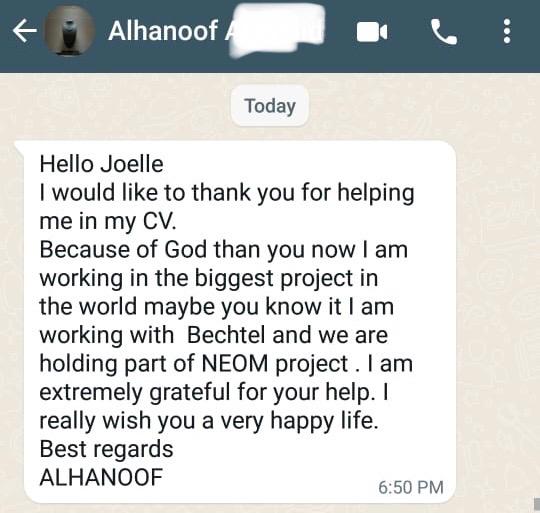 Alhanoof
Today
Hello Joelle
I would like to thank you for helping
me in my CV.
Because of God than you now I am
working in the biggest project in
the world maybe you know it I am
working with  Bechtel and we are
holding part of NEOM project . I am
extremely grateful for your help. I
really wish you a very happy life.
Best regards
ALHANOOF
6:50 PM